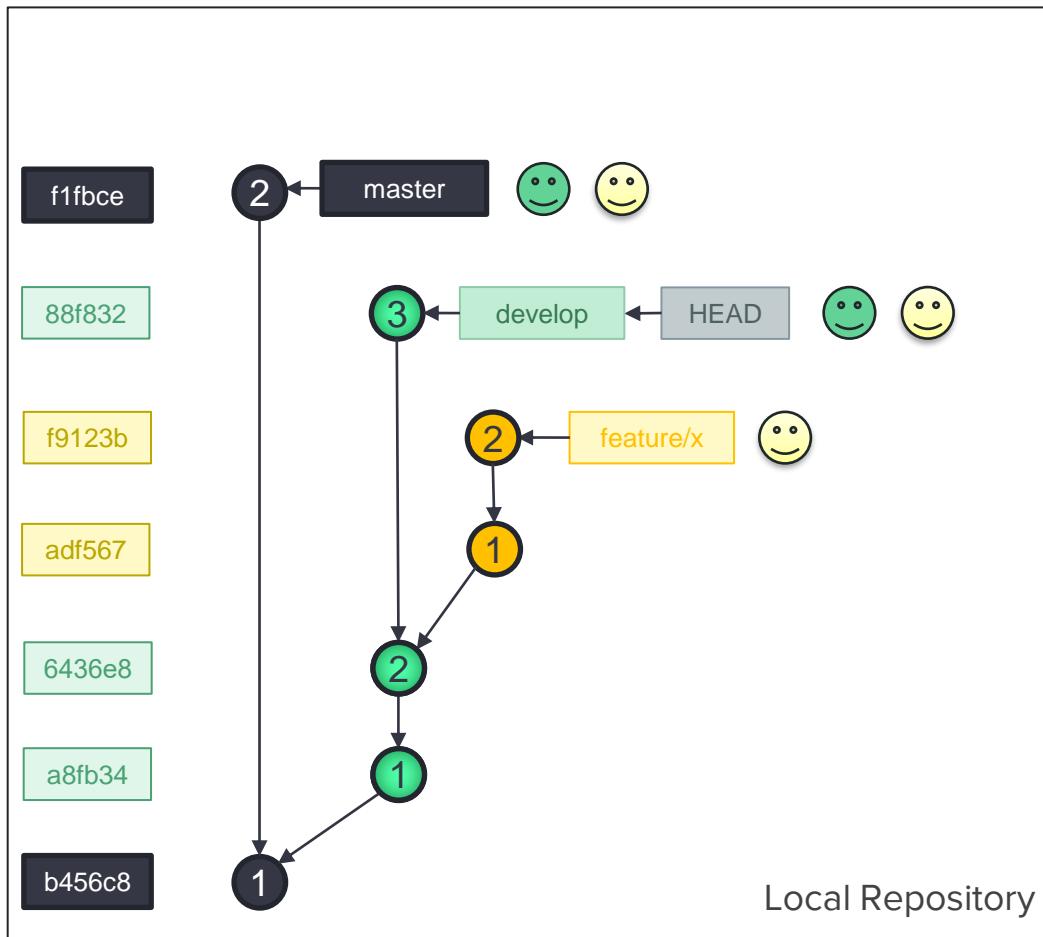 f1fbce 2 master
88f832 3 develop HEAD
f9123b 2 feature/x
adf567 1
6436e8 2
a8fb34 1
b456c8 1
Local Repository